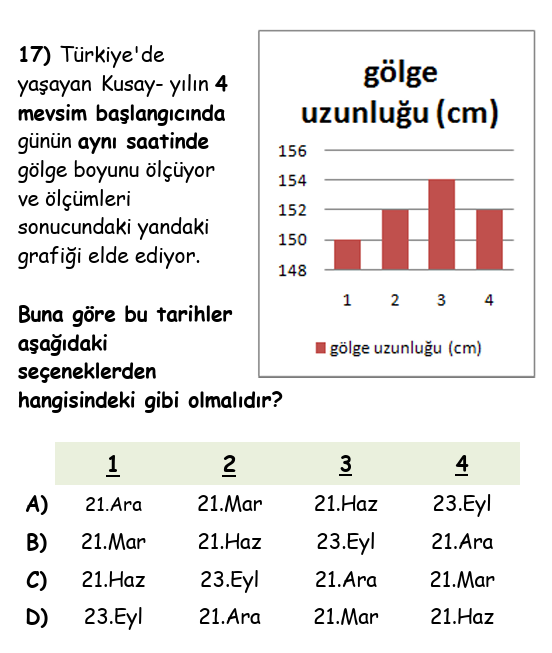 17) Türkiye'de
yaşayan Kusay- yılın 4
mevsim başlangıcında
günün aynı saatinde
gölge boyunu ölçüyor
ve ölçümleri
sonucundaki yandaki
grafiği elde ediyor.
Buna göre bu tarihler
aşağıdaki
seçeneklerden
hangisindeki gibi olmalıdır?
gölge
uzunluğu (cm)
156
154
152
150
148
1 2 3 4
gölge uzunluğu (cm)
1 2 3 4
A) 21.Ara 21.Mar 21.Haz 23.Eyl
B) 21.Mar 21.Haz 23.Eyl 21.Ara
C) 21.Haz 23.Eyl 21.Ara 21.Mar
D) 23.Eyl 21.Ara 21.Mar 21.Haz